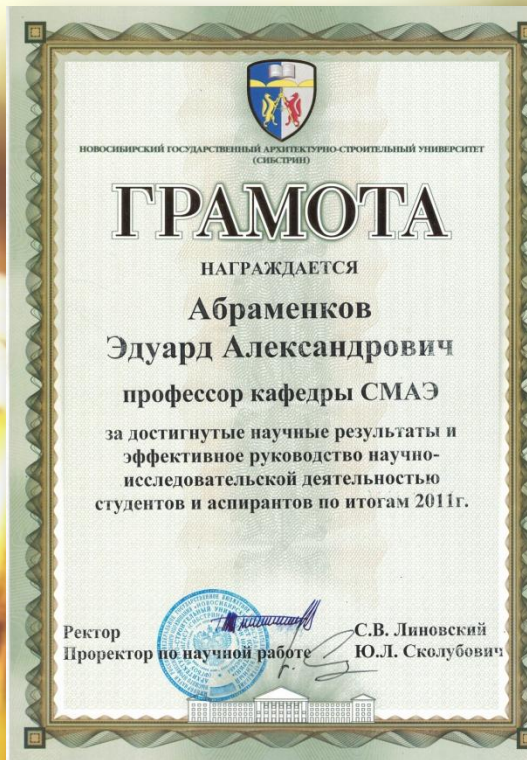 НОВОСИБИРСКИЙ ГОСУДАРСТВЕННЫЙ АРХИТЕКТУРНО-СТРОИТЕЛЬНЫЙ УНИВЕРСИТЕТ
(СИБСТРИН)
ГРАМОТА
НАГРАЖДАЕТСЯ
Абраменков
Эдуард Александрович
профессор кафедры СМАЭ
за достигнутые научные результаты и
эффективное руководство научно-
исследовательской деятельностью
студентов и аспирантов по итогам 2011г.
Ректор С.В. Линовский
Проректор по научной работе Ю.Л. Сколубович